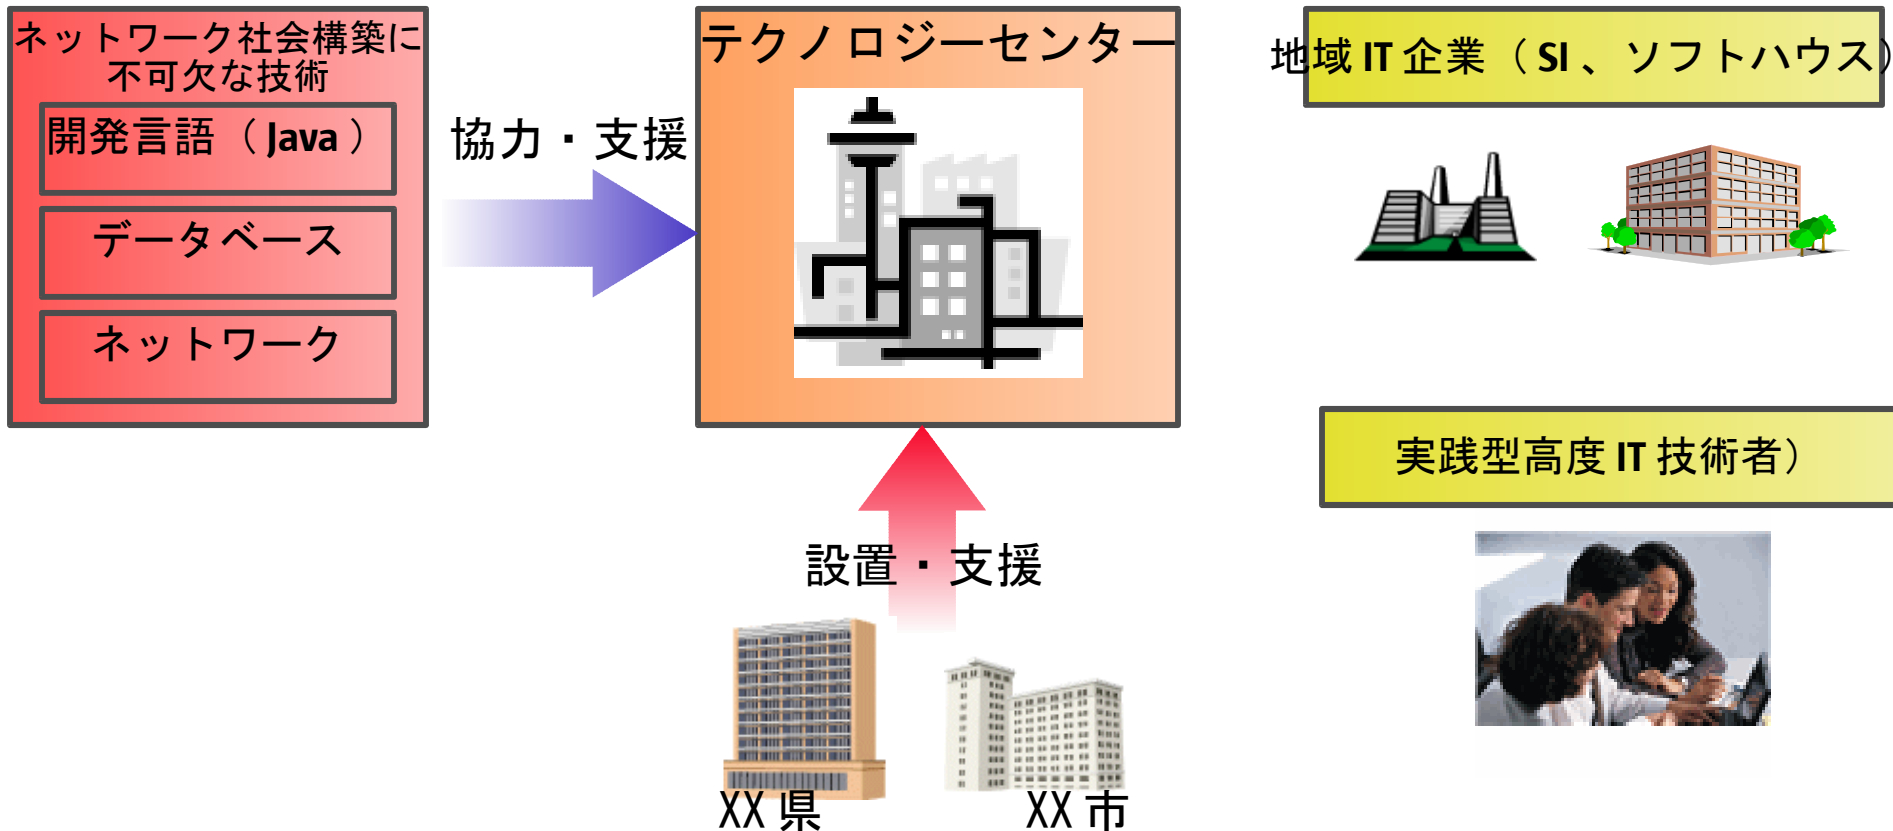 ネットワーク社会構築に
不可欠な技術
開発言語（Java）
データベース
ネットワーク
協力・支援
テクノロジーセンター
設置・支援
XX県
XX市
地域IT企業（SI、ソフトハウス）
実践型高度IT技術者）